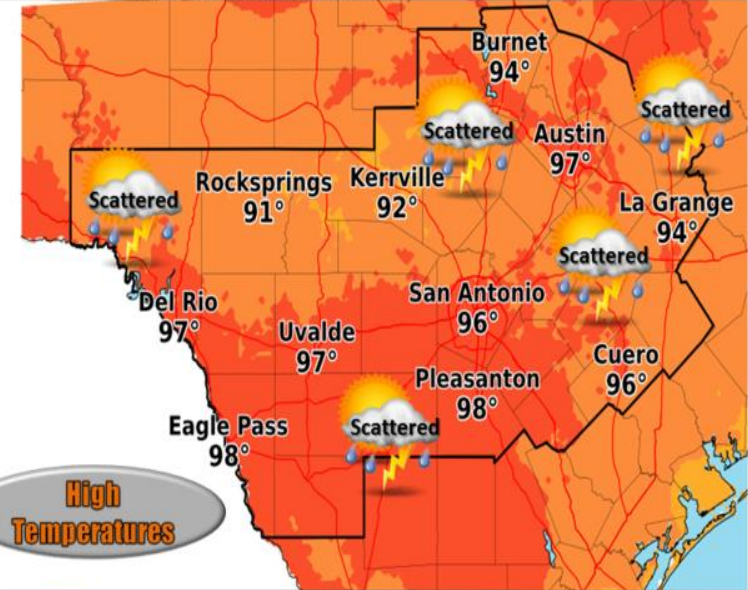 Burnet
94°
Scattered
Scattered
Austin
97°
Scattered
Rocksprings
91°
Kerrville
92°
La Grange
94°
Scattered
Del Rio
97°
San Antonio
96°
Uvalde
97°
Cuero
96°
Pleasanton
98°
Eagle Pass
98°
Scattered
High
Temperatures